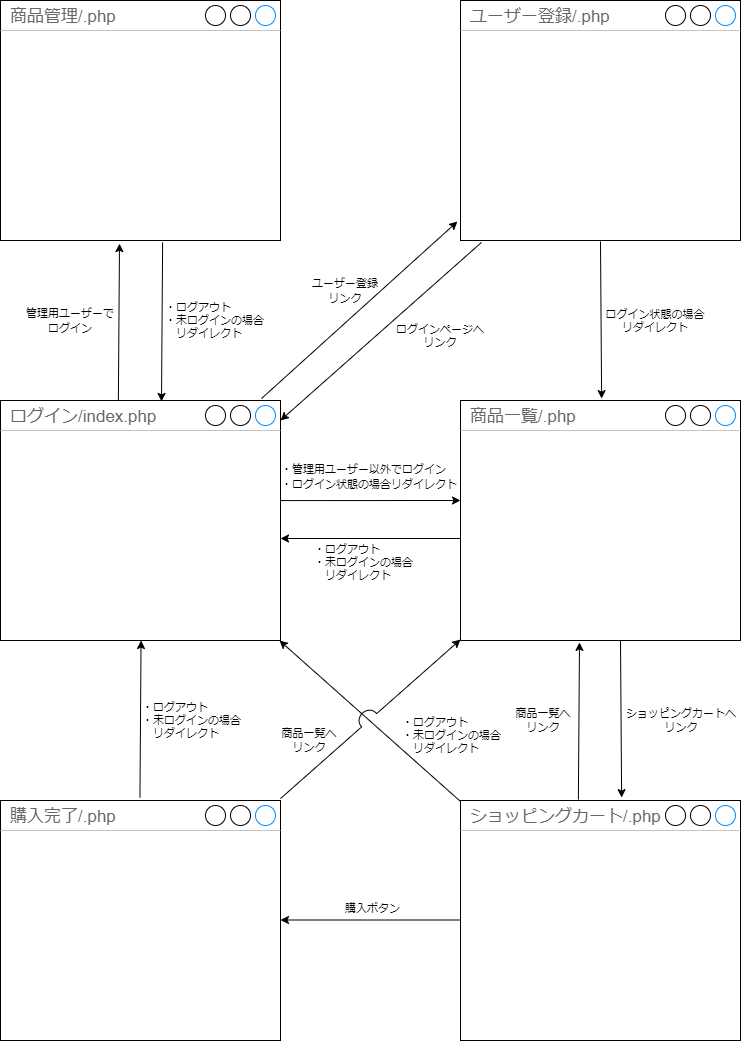 商品管理/.php
ユーザー登録/.php
管理用ユーザーで
ログイン
・ログアウト
・未ログインの場合
リダイレクト
ユーザー登録
リンク
ログインページへ
リンク
ログイン状態の場合
リダイレクト
ログイン/index.php
商品一覧/.php
・管理用ユーザー以外でログイン
・ログイン状態の場合リダイレクト
・ログアウト
・未ログインの場合
リダイレクト
・ログアウト
・未ログインの場合
リダイレクト
商品一覧へ
リンク
・ログアウト
・未ログインの場合
リダイレクト
商品一覧へ
リンク
ショッピングカートへ
リンク
購入完了/.php
ショッピングカート/.php
購入ボタン